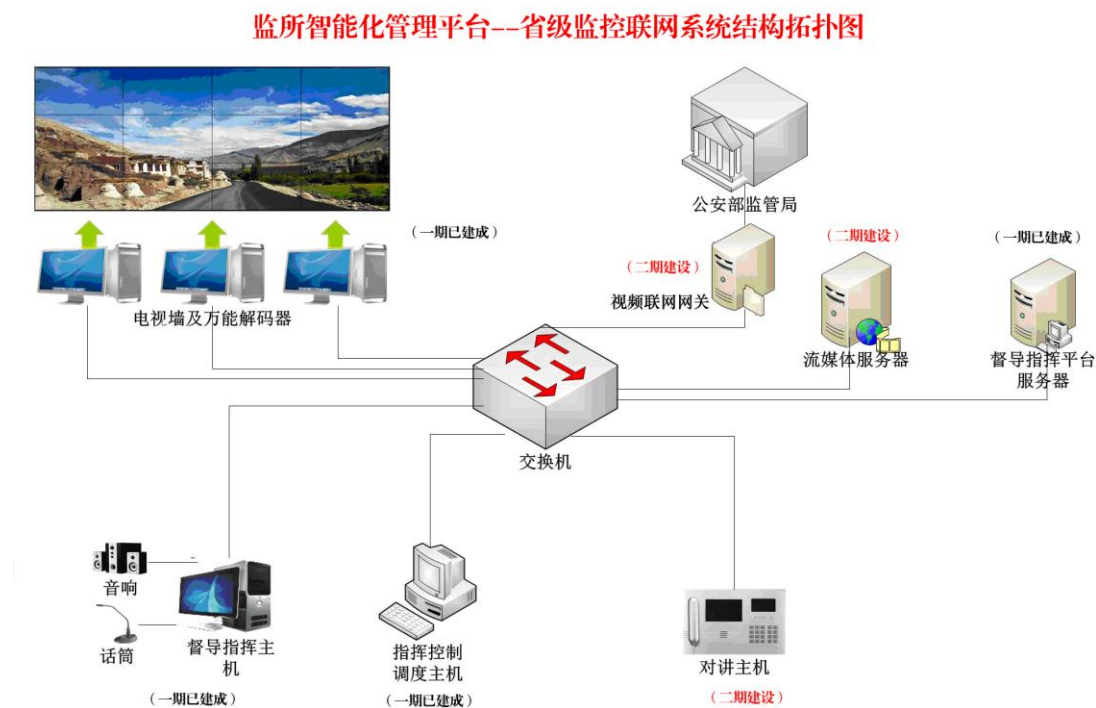 监所智能化管理平台--省级监控联网系统结构拓扑图
公安部监管局
（一期已建成）
（二期建设）
（一期已建成）
（二期建设）
视频联网网关
电视墙及万能解码器
流媒体服务器
督导指挥平台
服务器
交换机
音响
话筒
督导指挥主
机
（一期已建成）
指挥控制
调度主机
（一期已建成）
对讲主机
（二期建设）